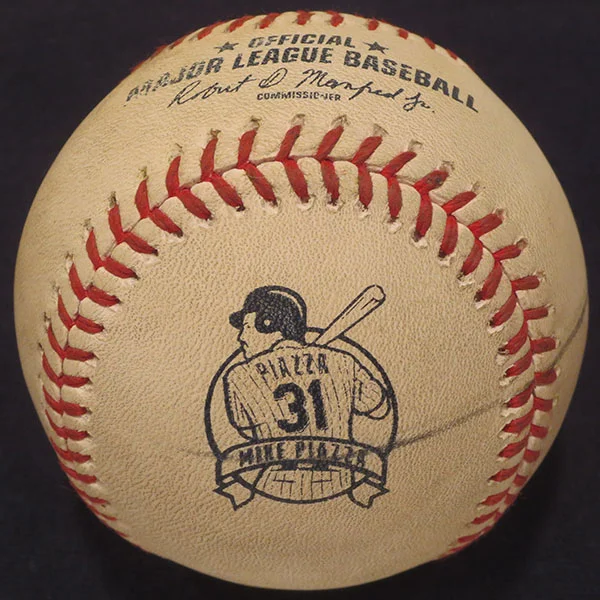 OFFICIAL
MAJOR LEAGUE BASEBALL
Robert D Manfred Jr.
COMMISSIONER
PIAZZA
31
MIKE PIAZZA